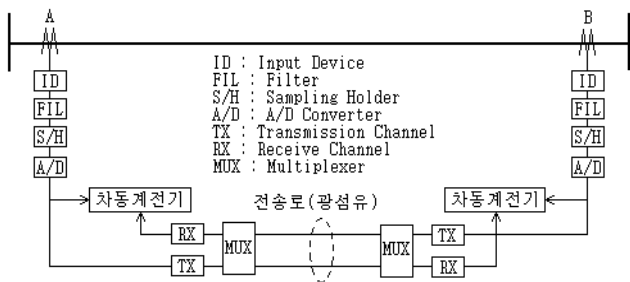 A B
ID : Input Device
FIL : Filter
S/H : Sampling Holder
A/D : A/D Converter
TX : Transmission Channel
RX : Receive Channel
MUX : Multiplexer
ID ID
FIL FIL
S/H S/H
A/D A/D
차동계전기 전송로(광섬유) 차동계전기
RX MUX MUX TX
TX RX